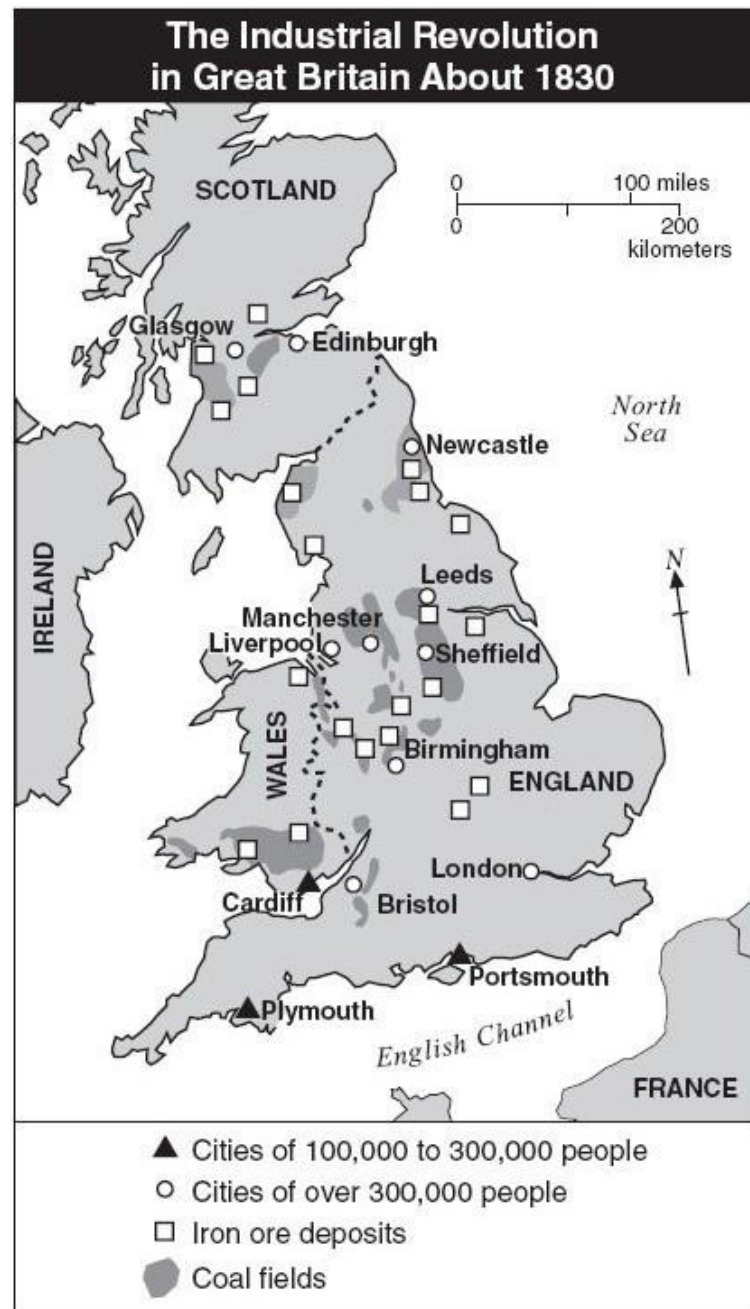 The Industrial Revolution
in Great Britain About 1830
SCOTLAND
0 100 miles
0 200
kilometers
Glasgow
Edinburgh
North
Sea
Newcastle
N
IRELAND
Leeds
Manchester
Liverpool
Sheffield
WALES
Birmingham
ENGLAND
London
Cardiff
Bristol
Portsmouth
Plymouth
English Channel
FRANCE
Cities of 100,000 to 300,000 people
Cities of over 300,000 people
Iron ore deposits
Coal fields